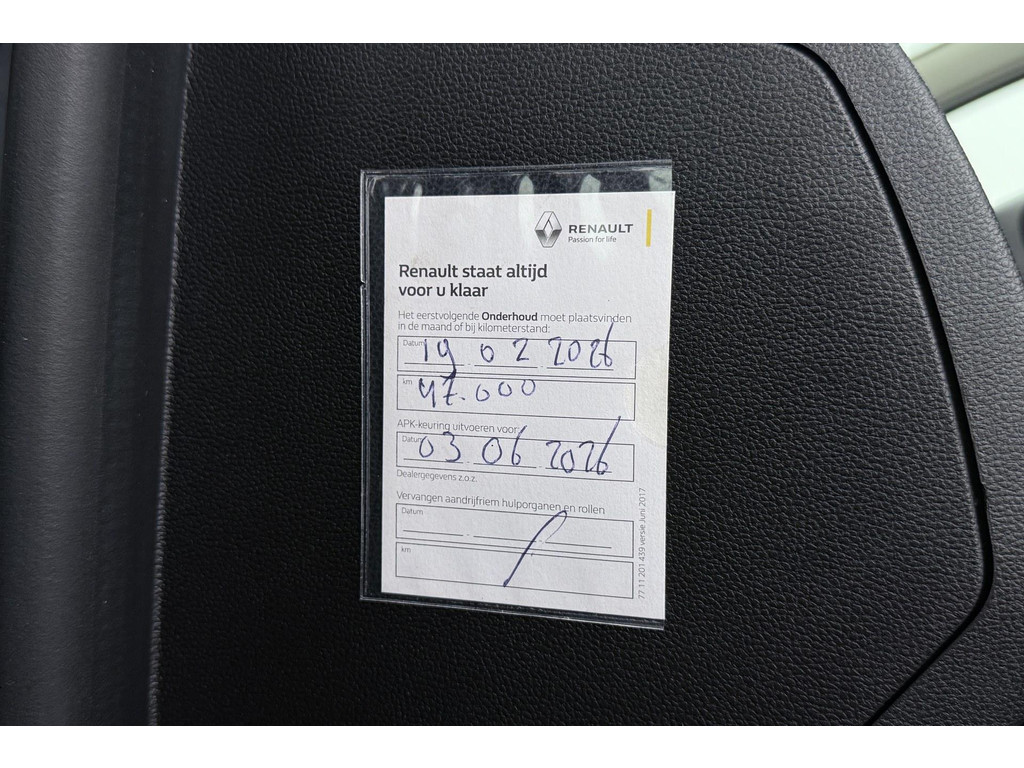 RENAULT
Passion for life
Renault staat altijd
voor u klaar
Het eerstvolgende Onderhoud moet plaatsvinden
in de maand of bij kilometerstand:
Datum 19 02 2026
km 47.000
APK-keuring uitvoeren voor:
Datum 03 06 2026
Dealergegevens z.o.z.
Vervangen aandrijfriem hulporganen en rollen
Datum
km
77 11 201 439 versie Juni 2017